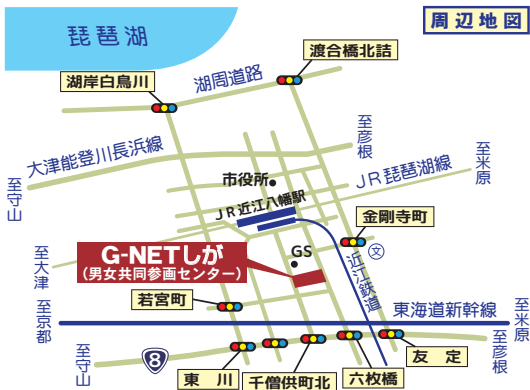 周辺地図
琵琶湖
渡合橋北詰
湖岸白鳥川
湖周道路
至彦根
大津能登川長浜線
至守山
市役所
JR琵琶湖線
至米原
JR近江八幡駅
金剛寺町
文
GS
G-NETしが
(男女共同参画センター)
近江鉄道
至大津
若宮町
至京都
東海道新幹線
至米原
至守山
8
東川
千僧供町北
六枚橋
友定
至彦根